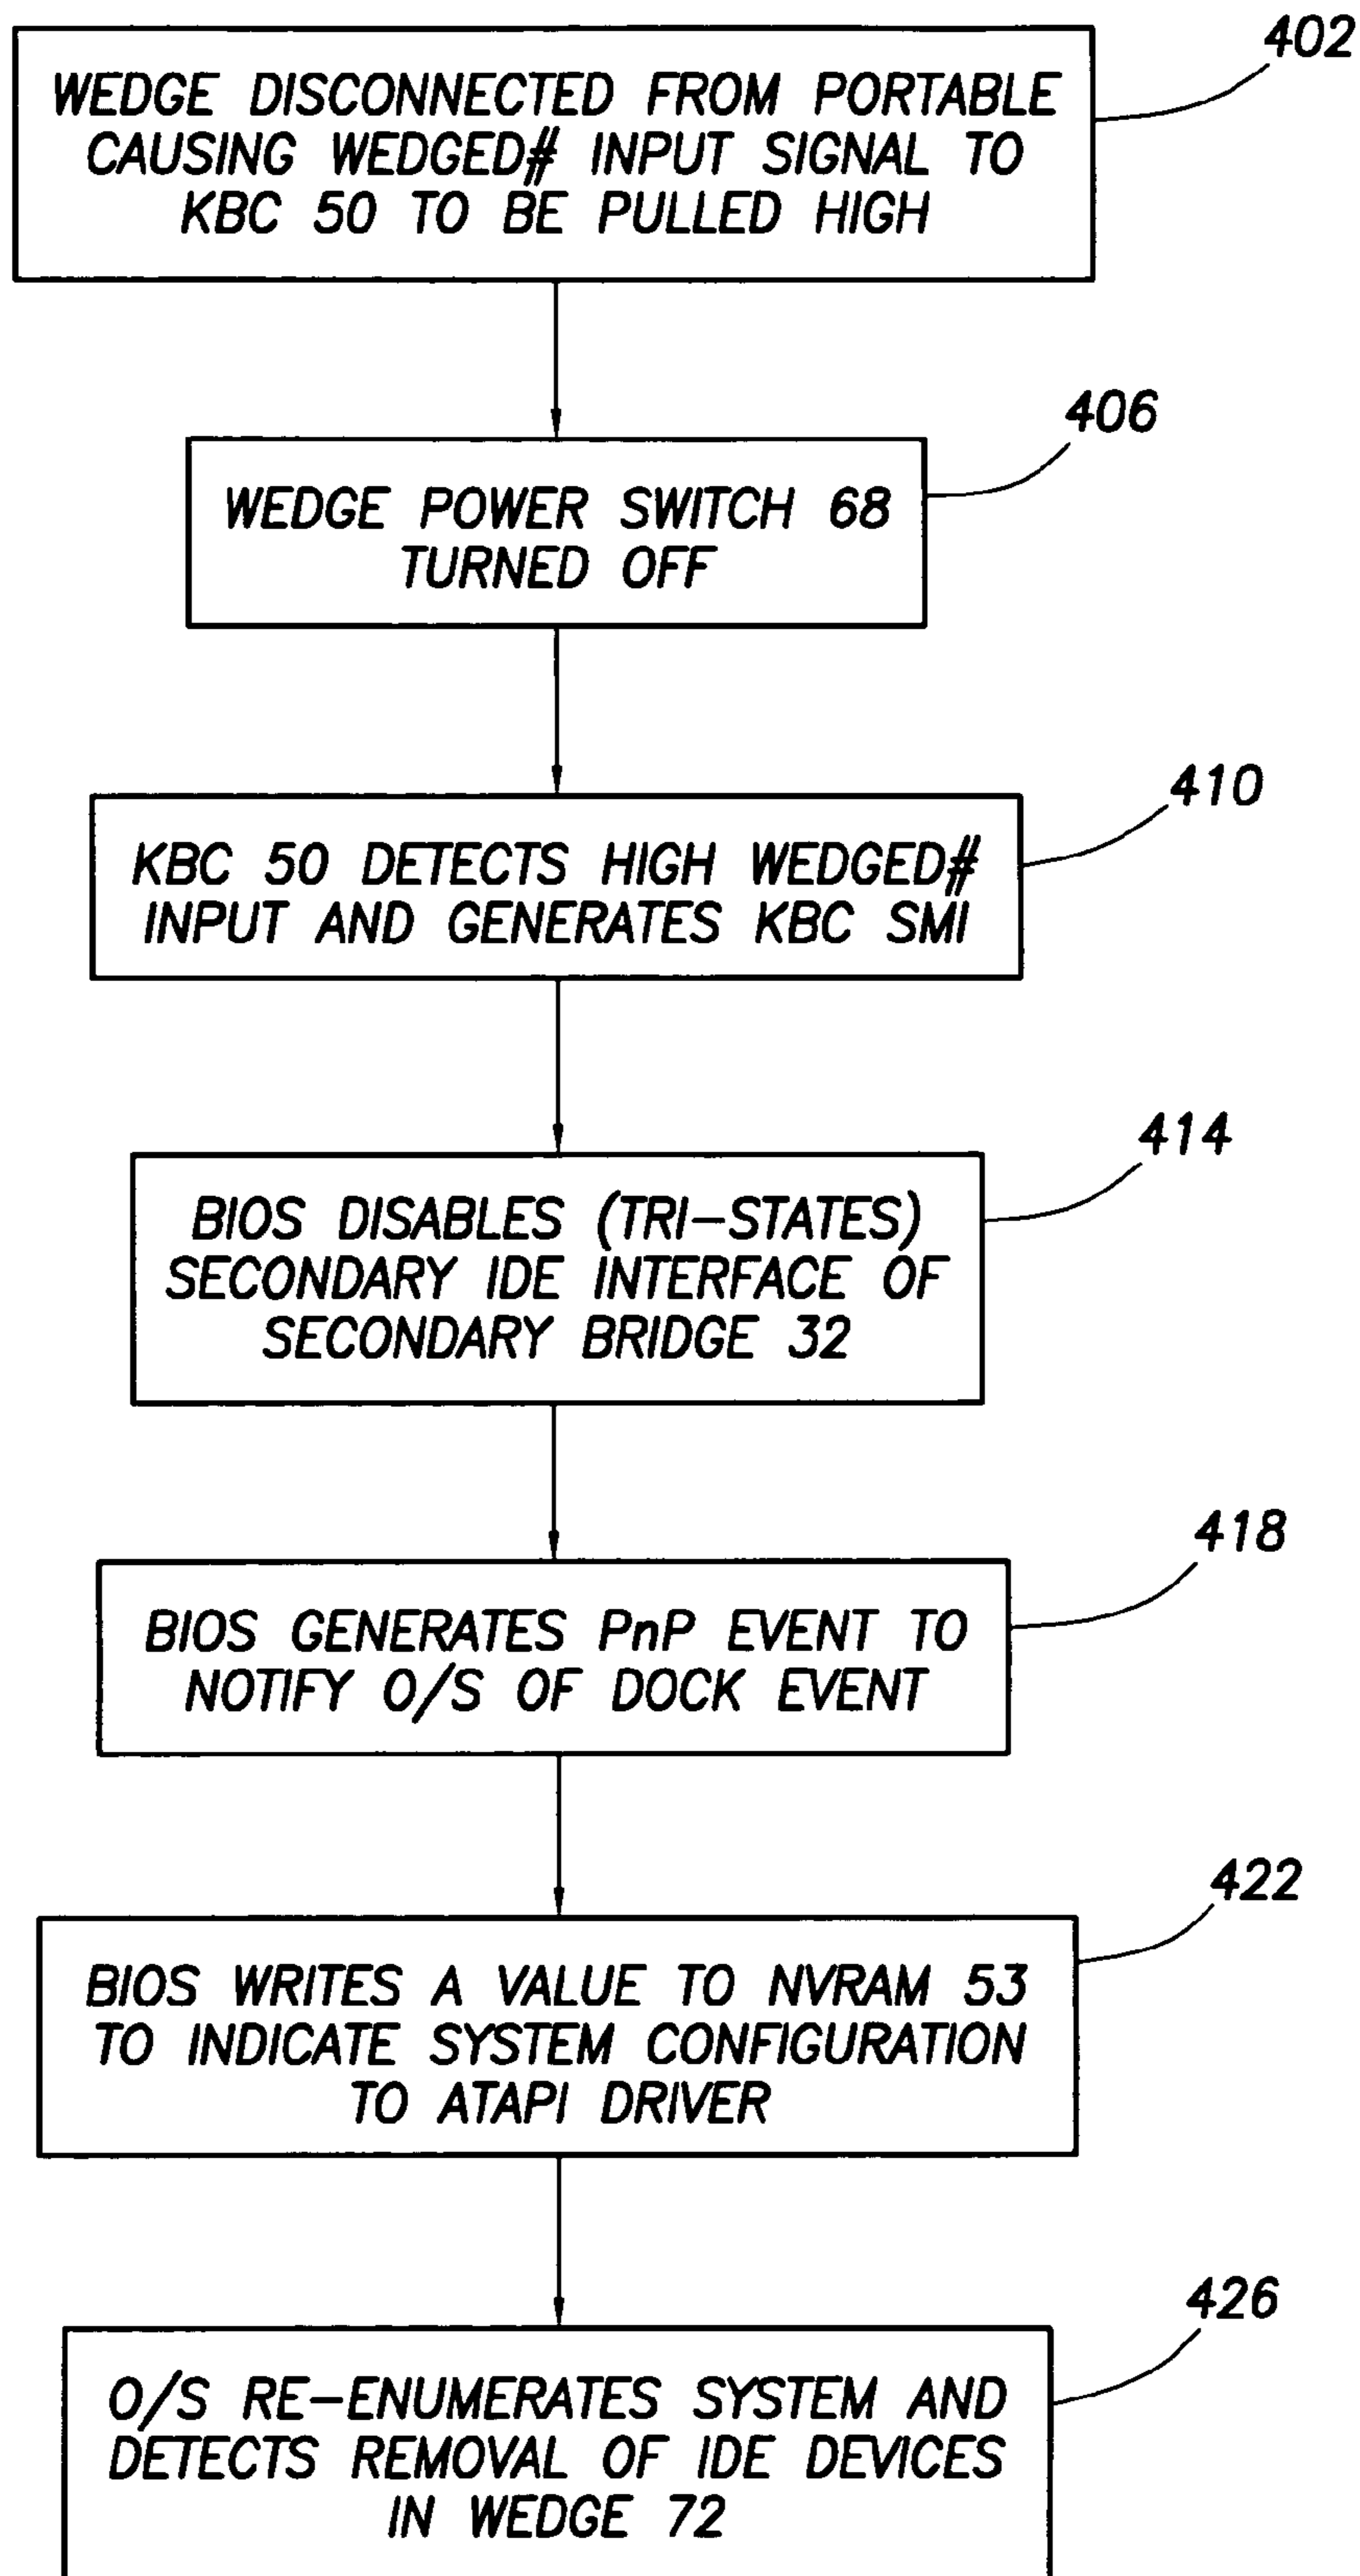 402
WEDGE DISCONNECTED FROM PORTABLE
CAUSING WEDGED# INPUT SIGNAL TO
KBC 50 TO BE PULLED HIGH
406
WEDGE POWER SWITCH 68
TURNED OFF
410
KBC 50 DETECTS HIGH WEDGED#
INPUT AND GENERATES KBC SMI
414
BIOS DISABLES (TRI-STATES)
SECONDARY IDE INTERFACE OF
SECONDARY BRIDGE 32
418
BIOS GENERATES PnP EVENT TO
NOTIFY O/S OF DOCK EVENT
422
BIOS WRITES A VALUE TO NVRAM 53
TO INDICATE SYSTEM CONFIGURATION
TO ATAPI DRIVER
426
O/S RE-ENUMERATES SYSTEM AND
DETECTS REMOVAL OF IDE DEVICES
IN WEDGE 72